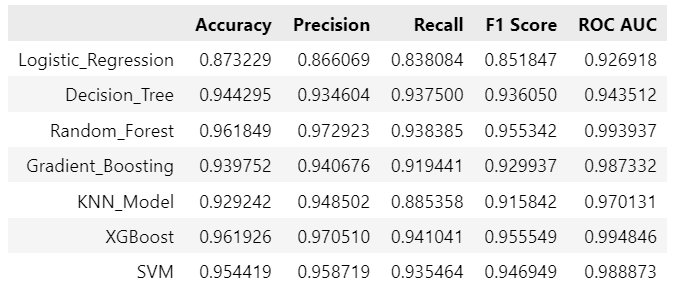 Accuracy Precision Recall F1 Score ROC AUC
Logistic_Regression 0.873229 0.866069 0.838084 0.851847 0.926918
Decision_Tree 0.944295 0.934604 0.937500 0.936050 0.943512
Random_Forest 0.961849 0.972923 0.938385 0.955342 0.993937
Gradient_Boosting 0.939752 0.940676 0.919441 0.929937 0.987332
KNN_Model 0.929242 0.948502 0.885358 0.915842 0.970131
XGBoost 0.961926 0.970510 0.941041 0.955549 0.994846
SVM 0.954419 0.958719 0.935464 0.946949 0.988873